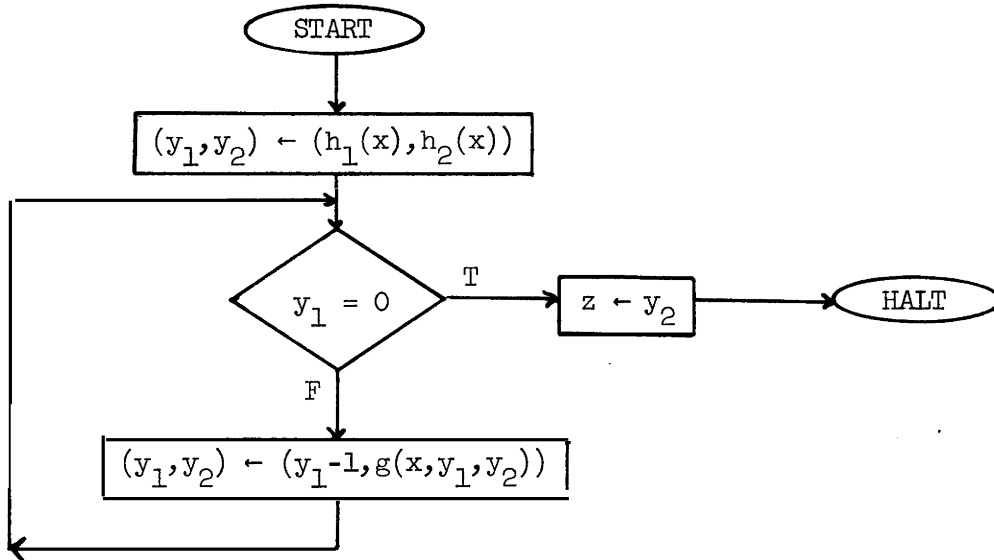 START
(y₁,y₂) ← (h₁(x),h₂(x))
y₁ = 0
T
z ← y₂
HALT
F
(y₁,y₂) ← (y₁-1,g(x,y₁,y₂))